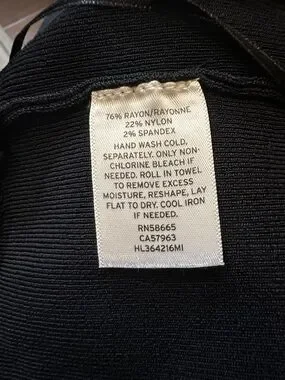 76% RAYON/RAYONNE
22% NYLON
2% SPANDEX
HAND WASH COLD,
SEPARATELY. ONLY NON-
CHLORINE BLEACH IF
NEEDED. ROLL IN TOWEL
TO REMOVE EXCESS
MOISTURE, RESHAPE, LAY
FLAT TO DRY. COOL IRON
IF NEEDED.
RN58665
CA57963
HL364216MI